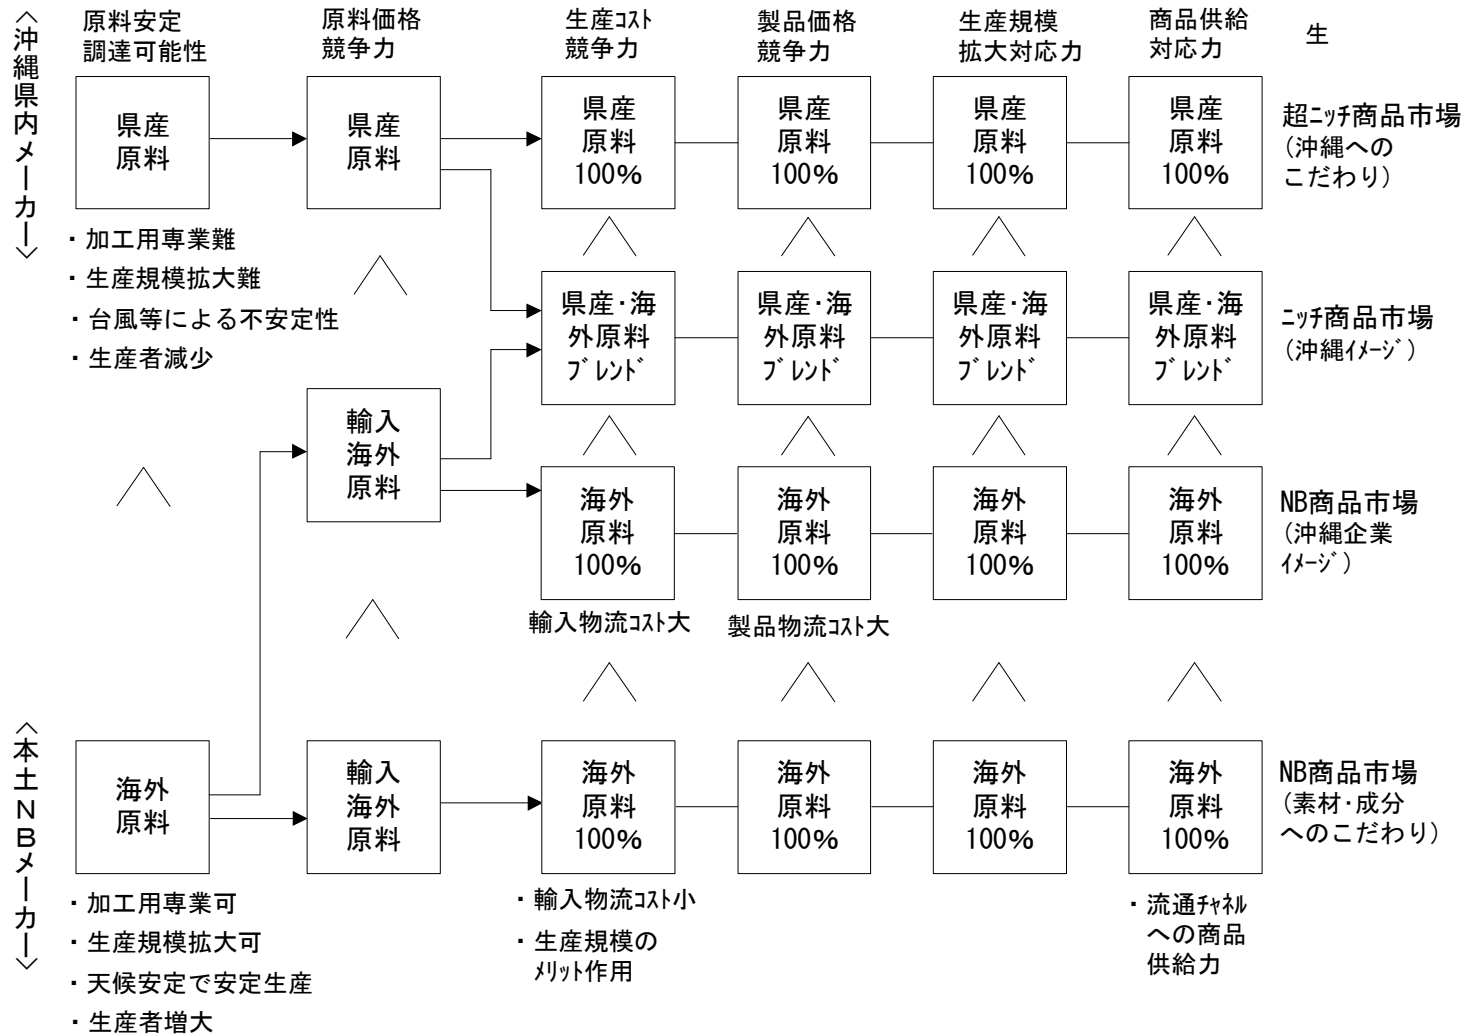 〈沖縄県内メーカー〉
原料安定
調達可能性
原料価格
競争力
生産コスト
競争力
製品価格
競争力
生産規模
拡大対応力
商品供給
対応力
生
県産
原料
県産
原料
県産
原料
100%
県産
原料
100%
県産
原料
100%
県産
原料
100%
超ニッチ商品市場
(沖縄への
こだわり)
・加工用専業難
・生産規模拡大難
・台風等による不安定性
・生産者減少
県産・海
外原料
ブレンド
県産・海
外原料
ブレンド
県産・海
外原料
ブレンド
県産・海
外原料
ブレンド
ニッチ商品市場
(沖縄イメージ)
輸入
海外
原料
海外
原料
100%
海外
原料
100%
海外
原料
100%
海外
原料
100%
NB商品市場
(沖縄企業
イメージ)
輸入物流コスト大
製品物流コスト大
〈本土NBメーカー〉
海外
原料
輸入
海外
原料
海外
原料
100%
海外
原料
100%
海外
原料
100%
海外
原料
100%
NB商品市場
(素材・成分
へのこだわり)
・加工用専業可
・生産規模拡大可
・天候安定で安定生産
・生産者増大
・輸入物流コスト小
・生産規模の
メリット作用
・流通チャネル
への商品
供給力